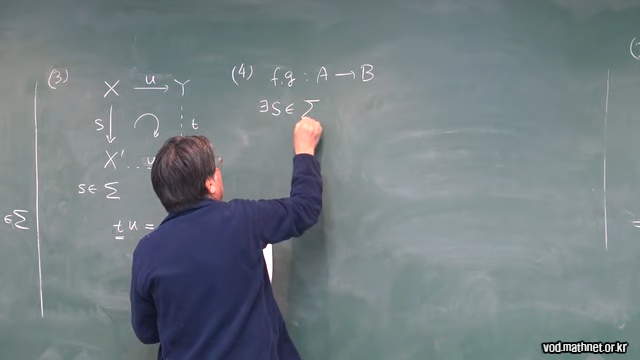 (3)
X u→ Y
s↓ t
X' ... u
s ∈ Σ
t u =
∈ Σ
(4) f, g : A → B
∃ s ∈ Σ
vod.mathnet.or.kr